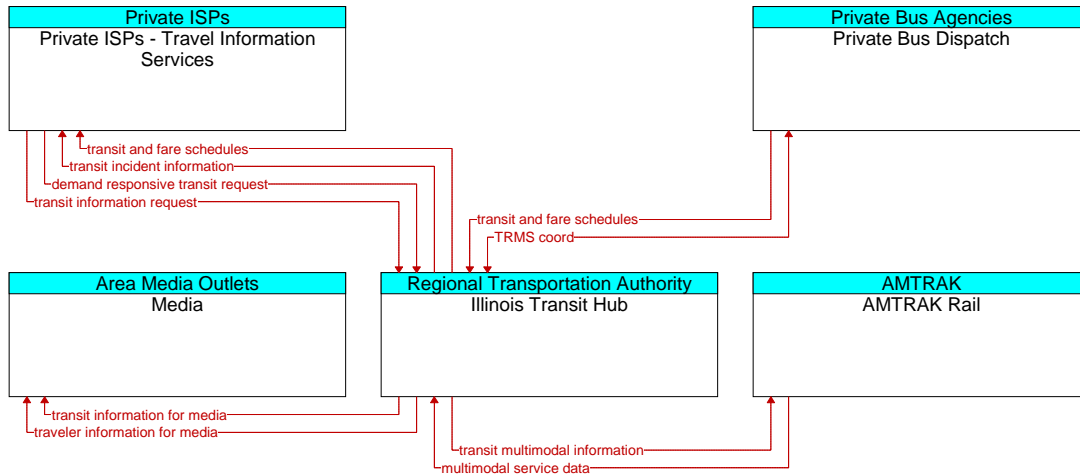 Private ISPs
Private ISPs - Travel Information
Services
Private Bus Agencies
Private Bus Dispatch
transit and fare schedules
transit incident information
demand responsive transit request
transit information request
transit and fare schedules
TRMS coord
Area Media Outlets
Media
Regional Transportation Authority
Illinois Transit Hub
AMTRAK
AMTRAK Rail
transit information for media
traveler information for media
transit multimodal information
multimodal service data